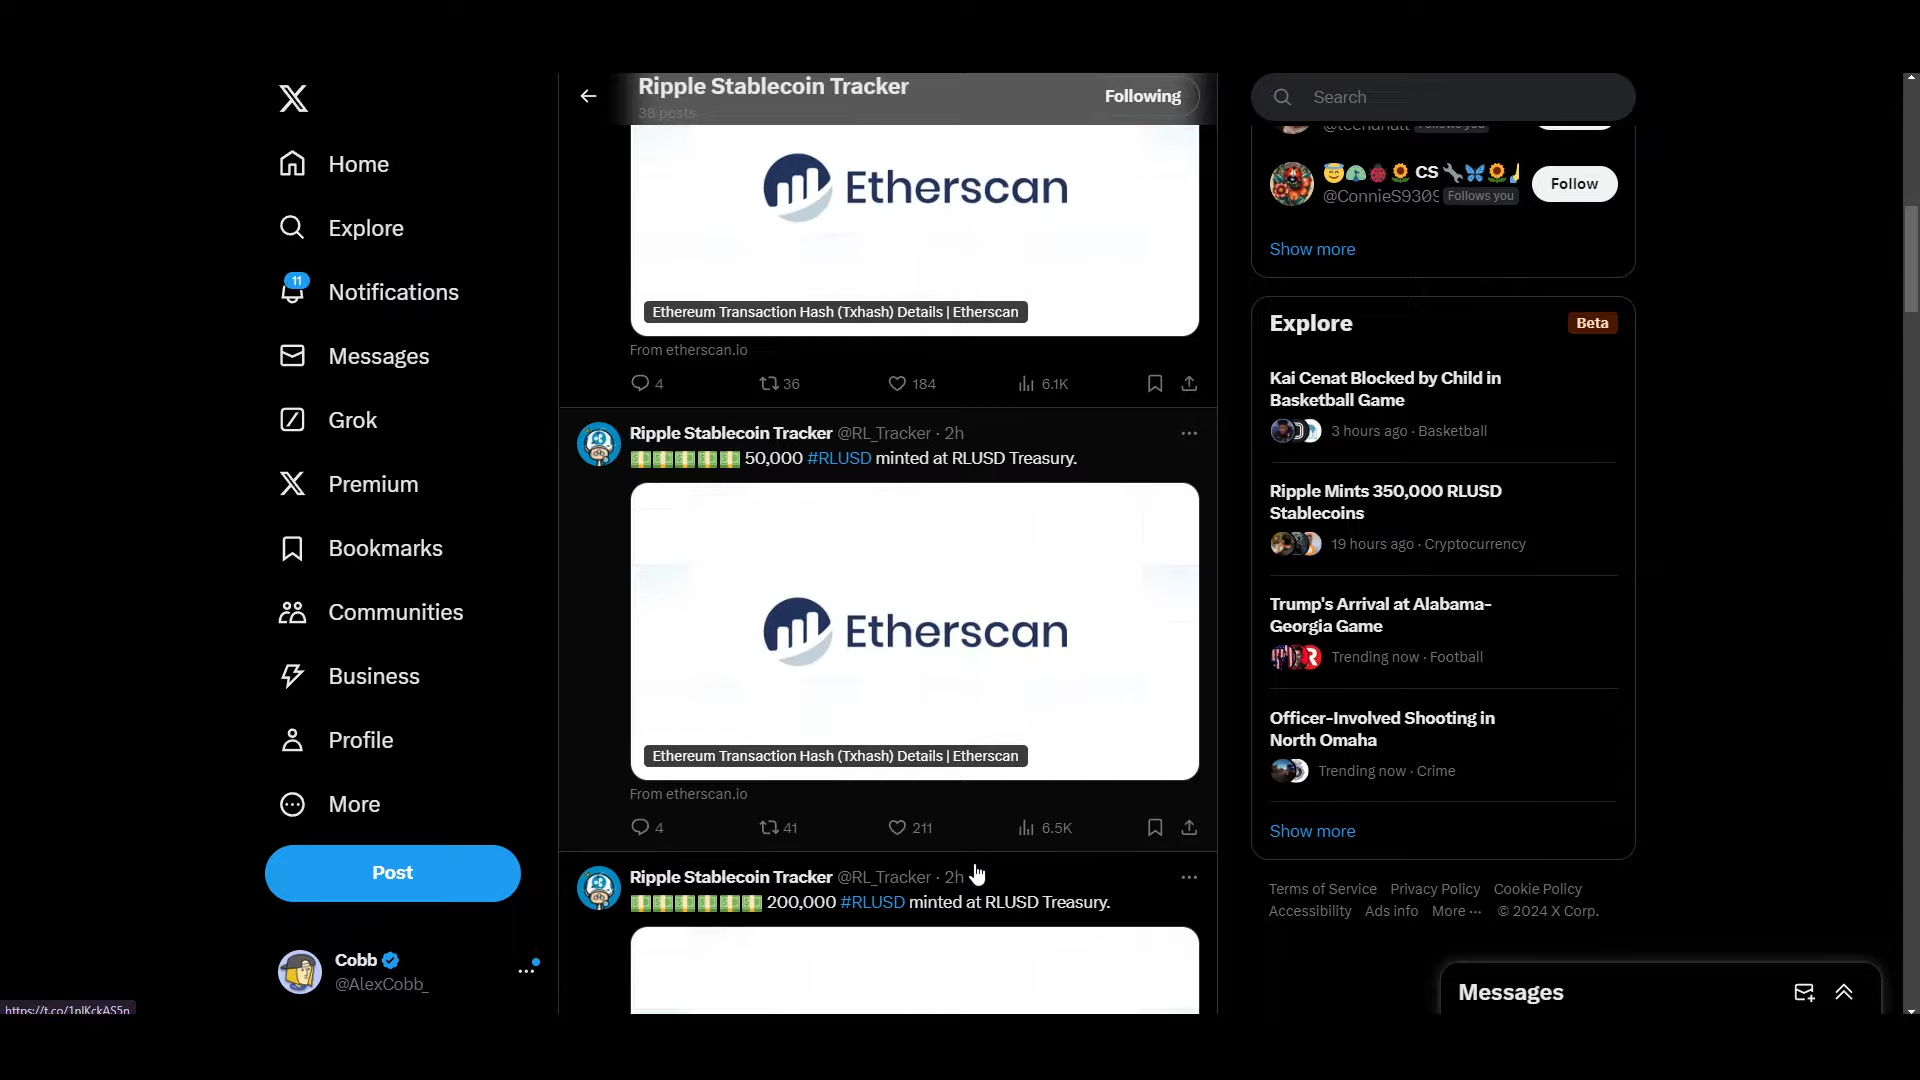 Home
Explore
11
Notifications
Messages
Grok
Premium
Bookmarks
Communities
Business
Profile
More
Post
Cobb
@AlexCobb_
https://t.co/1nlKckAS5n
Ripple Stablecoin Tracker
38 posts
Following
Etherscan
Ethereum Transaction Hash (Txhash) Details | Etherscan
From etherscan.io
4 36 184 6.1K
Ripple Stablecoin Tracker @RL_Tracker · 2h
50,000 #RLUSD minted at RLUSD Treasury.
Etherscan
Ethereum Transaction Hash (Txhash) Details | Etherscan
From etherscan.io
4 41 211 6.5K
Ripple Stablecoin Tracker @RL_Tracker · 2h
200,000 #RLUSD minted at RLUSD Treasury.
Search
Follows you
CS
@ConnieS9309 Follows you
Follow
Show more
Explore Beta
Kai Cenat Blocked by Child in
Basketball Game
3 hours ago · Basketball
Ripple Mints 350,000 RLUSD
Stablecoins
19 hours ago · Cryptocurrency
Trump's Arrival at Alabama-
Georgia Game
Trending now · Football
Officer-Involved Shooting in
North Omaha
Trending now · Crime
Show more
Terms of Service Privacy Policy Cookie Policy
Accessibility Ads info More ··· © 2024 X Corp.
Messages